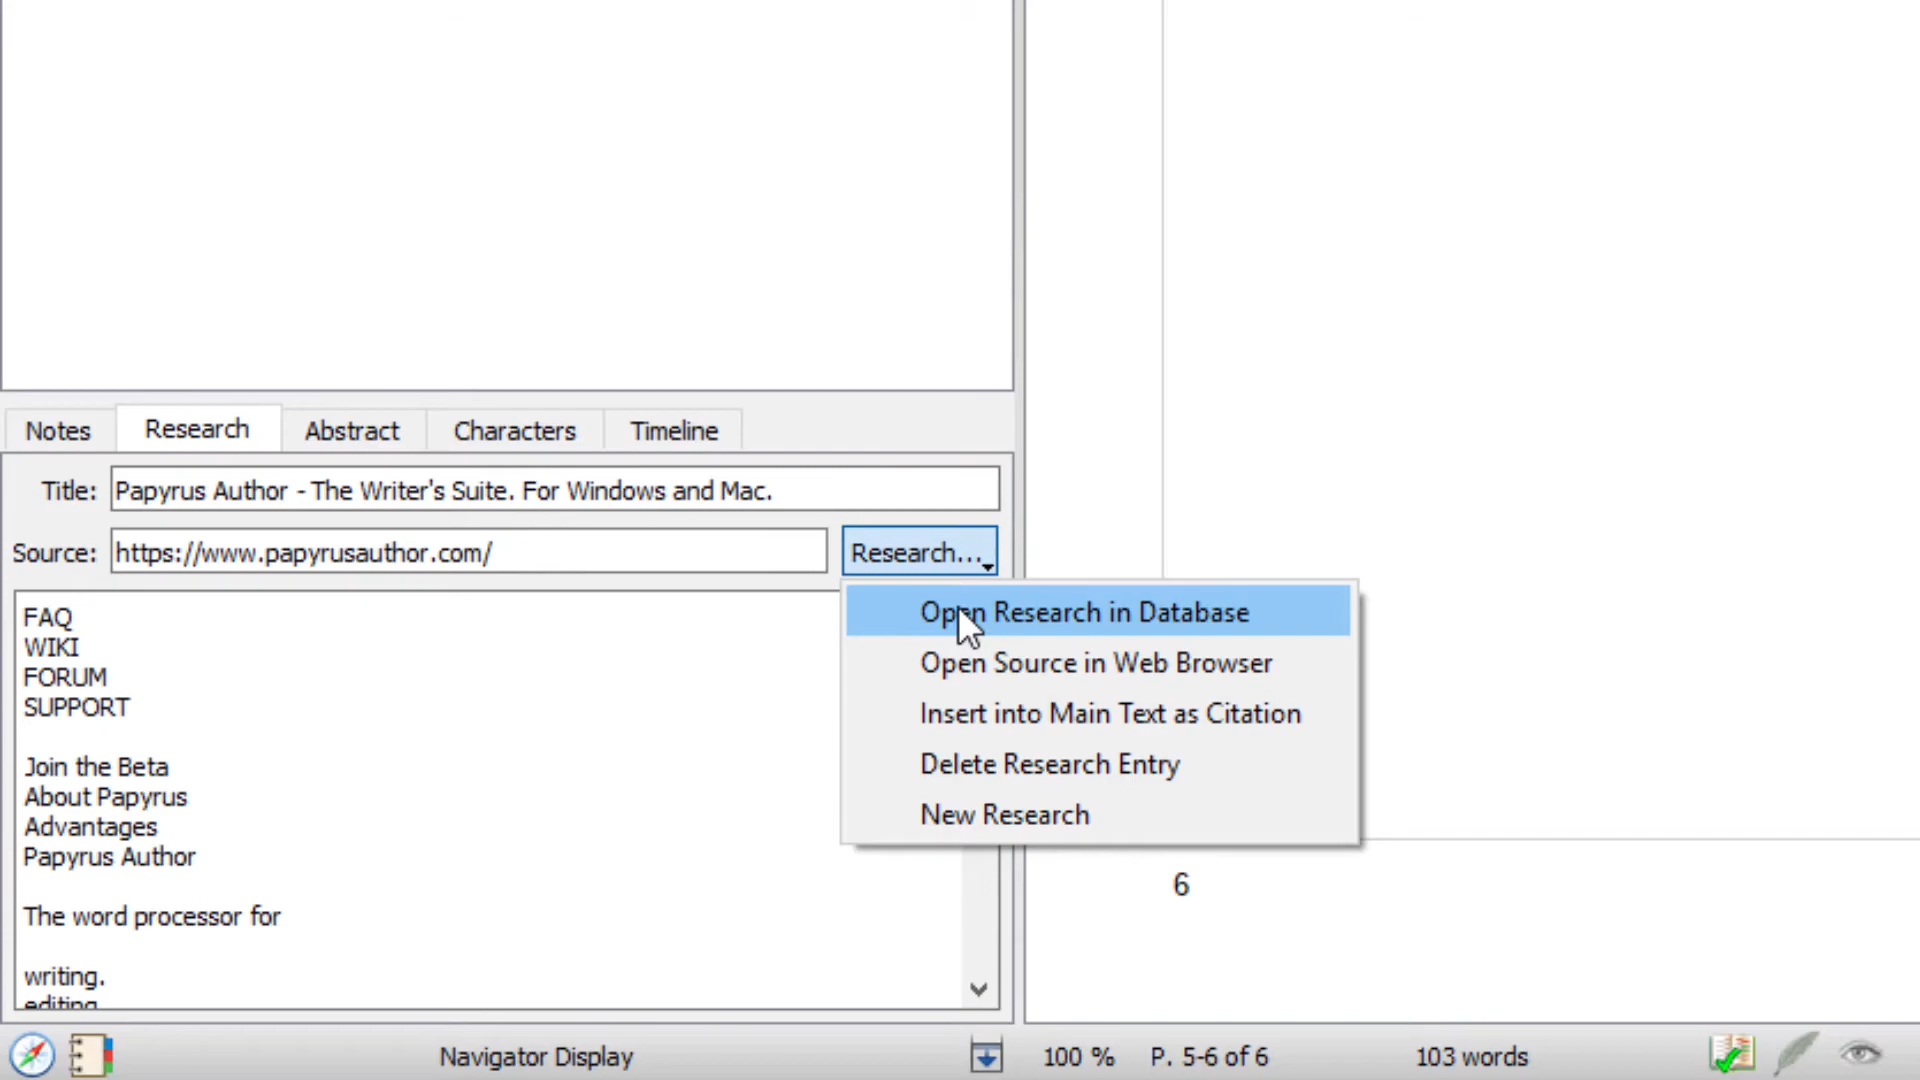 Notes Research Abstract Characters Timeline
Title: Papyrus Author - The Writer's Suite. For Windows and Mac.
Source: https://www.papyrusauthor.com/ Research...
Open Research in Database
Open Source in Web Browser
Insert into Main Text as Citation
Delete Research Entry
New Research
FAQ
WIKI
FORUM
SUPPORT
Join the Beta
About Papyrus
Advantages
Papyrus Author
The word processor for
writing.
editing
6
Navigator Display 100 % P. 5-6 of 6 103 words